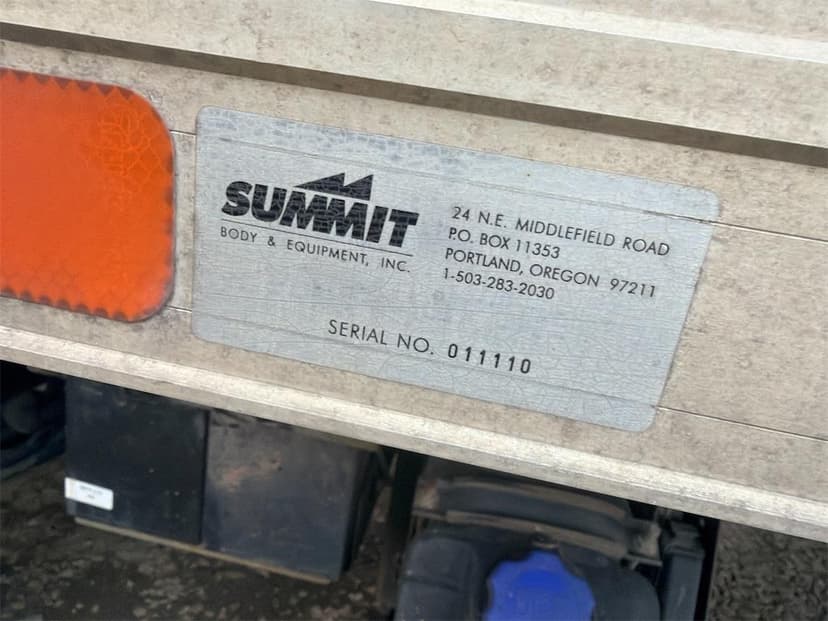 SUMMIT
BODY & EQUIPMENT, INC.
24 N.E. MIDDLEFIELD ROAD
P.O. BOX 11353
PORTLAND, OREGON 97211
1-503-283-2030
SERIAL NO. 011110